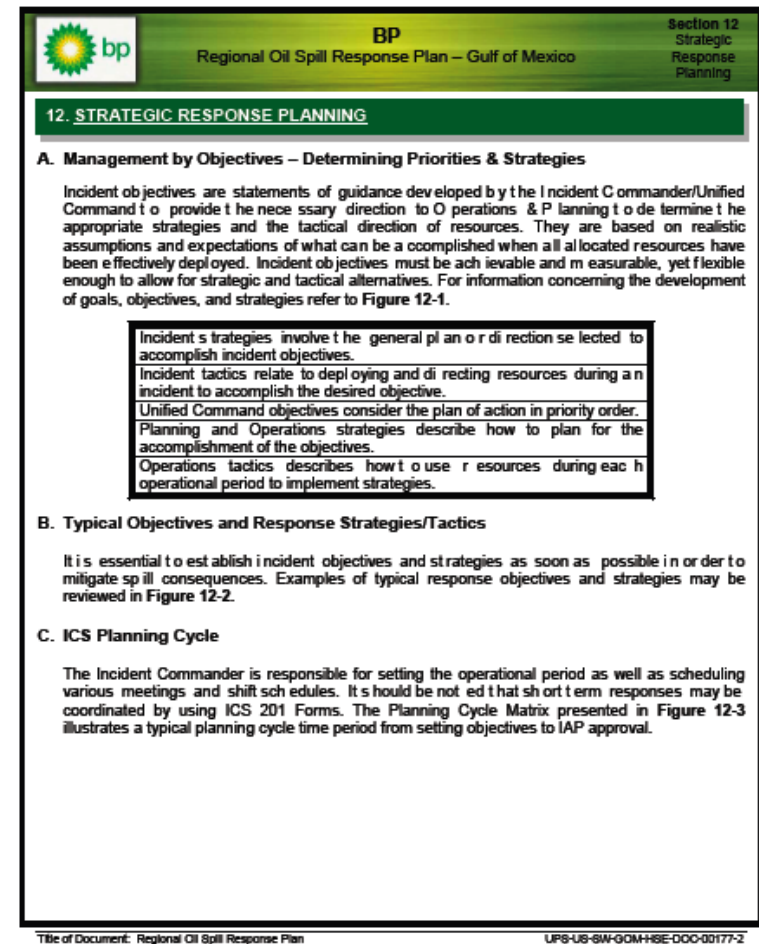 bp
BP
Regional Oil Spill Response Plan – Gulf of Mexico
Section 12
Strategic
Response
Planning
12. STRATEGIC RESPONSE PLANNING
A. Management by Objectives – Determining Priorities & Strategies
Incident ob jectives are statements of guidance dev eloped b y t he I ncident C ommander/Unified
Command t o provide t he nece ssary direction to O perations & P lanning t o de termine t he
appropriate strategies and the tactical direction of resources. They are based on realistic
assumptions and expectations of what can be a ccomplished when all al located resources have
been e ffectively depl oyed. Incident ob jectives must be ach ievable and m easurable, yet f lexible
enough to allow for strategic and tactical alternatives. For information concerning the development
of goals, objectives, and strategies refer to Figure 12-1.
Incident s trategies involve t he general pl an o r di rection se lected to
accomplish incident objectives.
Incident tactics relate to depl oying and di recting resources during a n
incident to accomplish the desired objective.
Unified Command objectives consider the plan of action in priority order.
Planning and Operations strategies describe how to plan for the
accomplishment of the objectives.
Operations tactics describes how t o use r esources during eac h
operational period to implement strategies.
B. Typical Objectives and Response Strategies/Tactics
It i s essential t o est ablish i ncident objectives and st rategies as soon as possible i n or der t o
mitigate sp ill consequences. Examples of typical response objectives and strategies may be
reviewed in Figure 12-2.
C. ICS Planning Cycle
The Incident Commander is responsible for setting the operational period as well as scheduling
various meetings and shift sch edules. It s hould be not ed t hat sh ort t erm responses may be
coordinated by using ICS 201 Forms. The Planning Cycle Matrix presented in Figure 12-3
illustrates a typical planning cycle time period from setting objectives to IAP approval.
Title of Document: Regional Oil Spill Response Plan
UPS-US-SW-GOM-HSE-DOC-00177-2